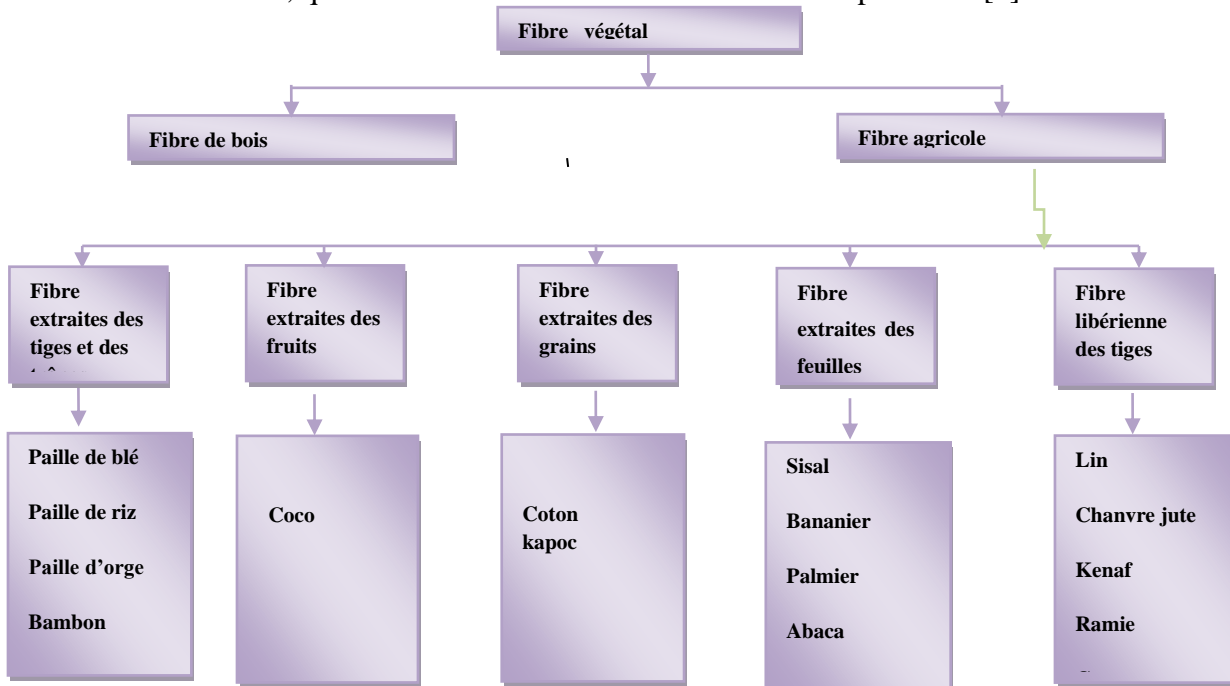 Fibre végétal
Fibre de bois
Fibre agricole
Fibre
extraites des
tiges et des
Fibre
extraites des
fruits
Fibre
extraites des
grains
Fibre
extraites des
feuilles
Fibre
libérienne
des tiges
Paille de blé
Paille de riz
Paille d’orge
Bambon
Coco
Coton
kapoc
Sisal
Bananier
Palmier
Abaca
Lin
Chanvre jute
Kenaf
Ramie